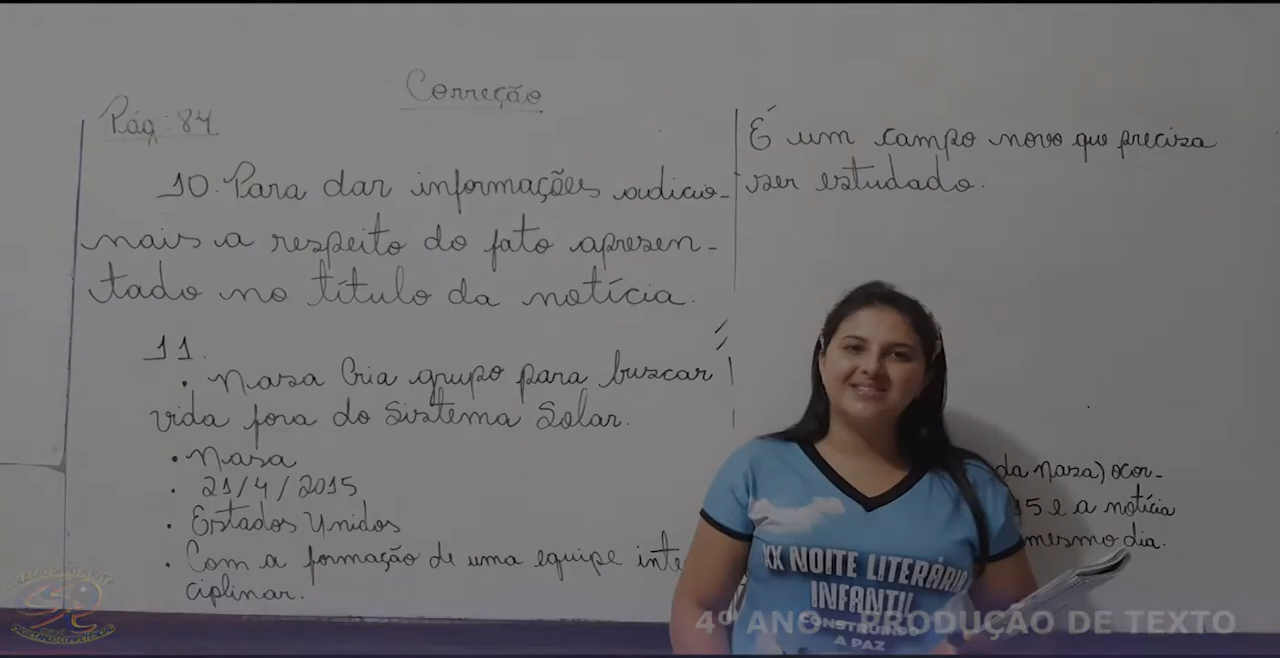 Correção
Pág: 84
10. Para dar informações adicio-
nais a respeito do fato apresen-
tado no título da notícia.
11.
• Nasa Cria grupo para buscar
vida fora do Sistema Solar.
• Nasa
• 21/4/2015
• Estados Unidos
• Com a formação de uma equipe inte
ciplinar.
É um campo novo que precisa
ser estudado.
da Nasa) ocor-
15 e a notícia
mesmo dia.
XX NOITE LITERÁRIA
INFANTIL
CONSTRUINDO
A PAZ
4º ANO - PRODUÇÃO DE TEXTO